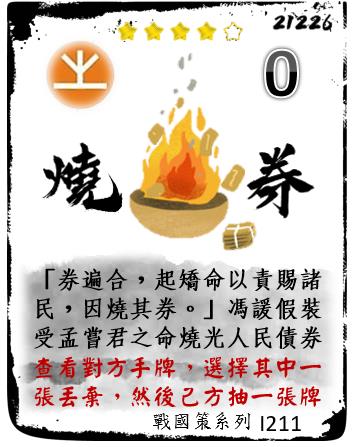 21226
0
燒 券
「券遍合，起矯命以責賜諸
民，因燒其券。」馮諼假裝
受孟嘗君之命燒光人民債券
查看對方手牌，選擇其中一
張丟棄，然後己方抽一張牌
戰國策系列 I211